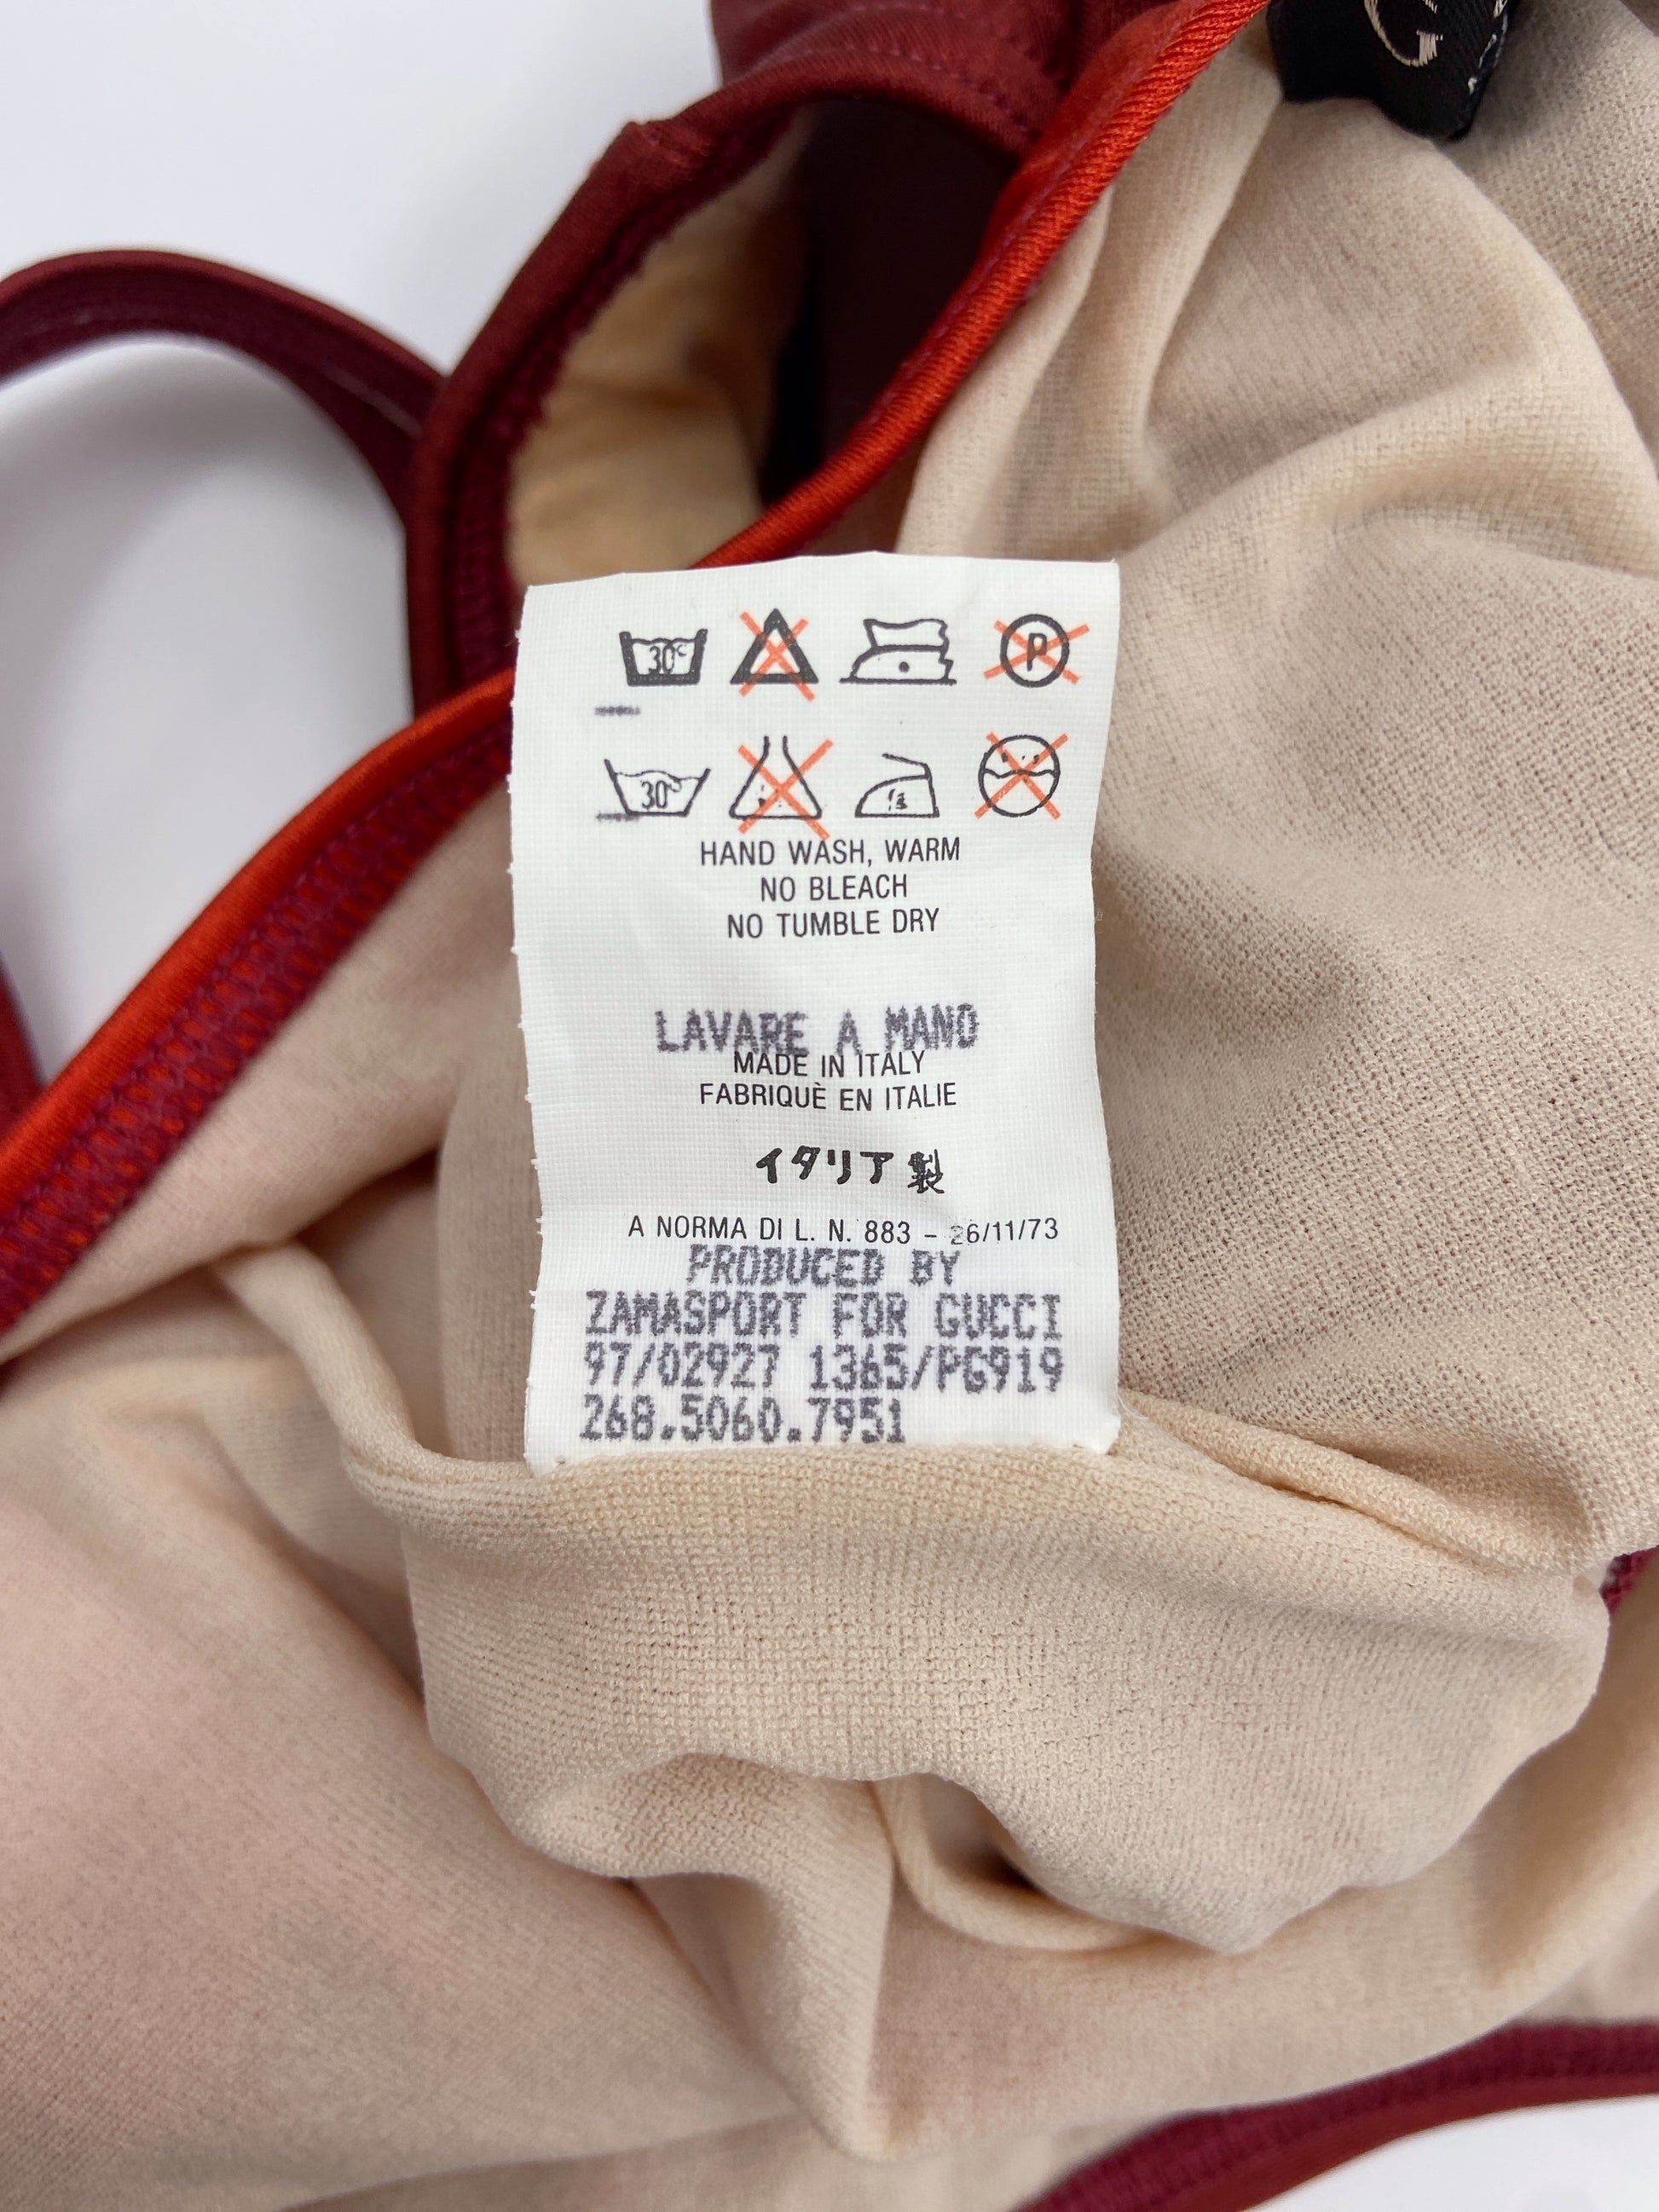 G
30°
P
30°
HAND WASH, WARM
NO BLEACH
NO TUMBLE DRY
LAVARE A MANO
MADE IN ITALY
FABRIQUÈ EN ITALIE
イタリア製
A NORMA DI L. N. 883 - 26/11/73
PRODUCED BY
ZAMASPORT FOR GUCCI
97/02927 1365/PG919
268.5060.7951